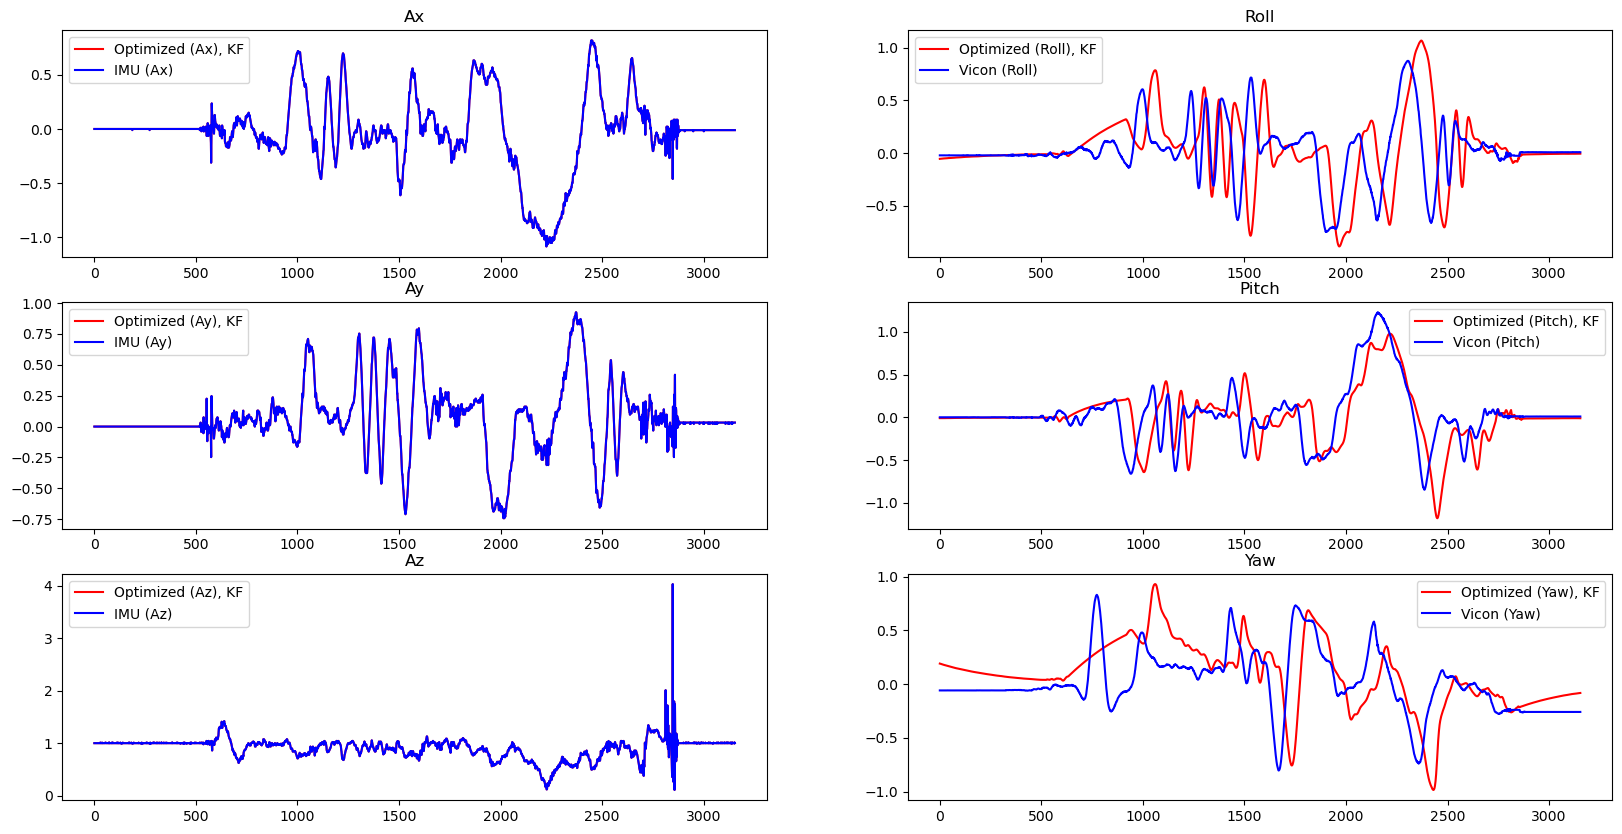 Ax
Optimized (Ax), KF
IMU (Ax)
0.5
0.0
−0.5
−1.0
0 500 1000 1500 2000 2500 3000
Roll
Optimized (Roll), KF
Vicon (Roll)
1.0
0.5
0.0
−0.5
0 500 1000 1500 2000 2500 3000
Ay
Optimized (Ay), KF
IMU (Ay)
1.00
0.75
0.50
0.25
0.00
−0.25
−0.50
−0.75
0 500 1000 1500 2000 2500 3000
Pitch
Optimized (Pitch), KF
Vicon (Pitch)
1.0
0.5
0.0
−0.5
−1.0
0 500 1000 1500 2000 2500 3000
Az
Optimized (Az), KF
IMU (Az)
4
3
2
1
0
0 500 1000 1500 2000 2500 3000
Yaw
Optimized (Yaw), KF
Vicon (Yaw)
1.0
0.5
0.0
−0.5
−1.0
0 500 1000 1500 2000 2500 3000